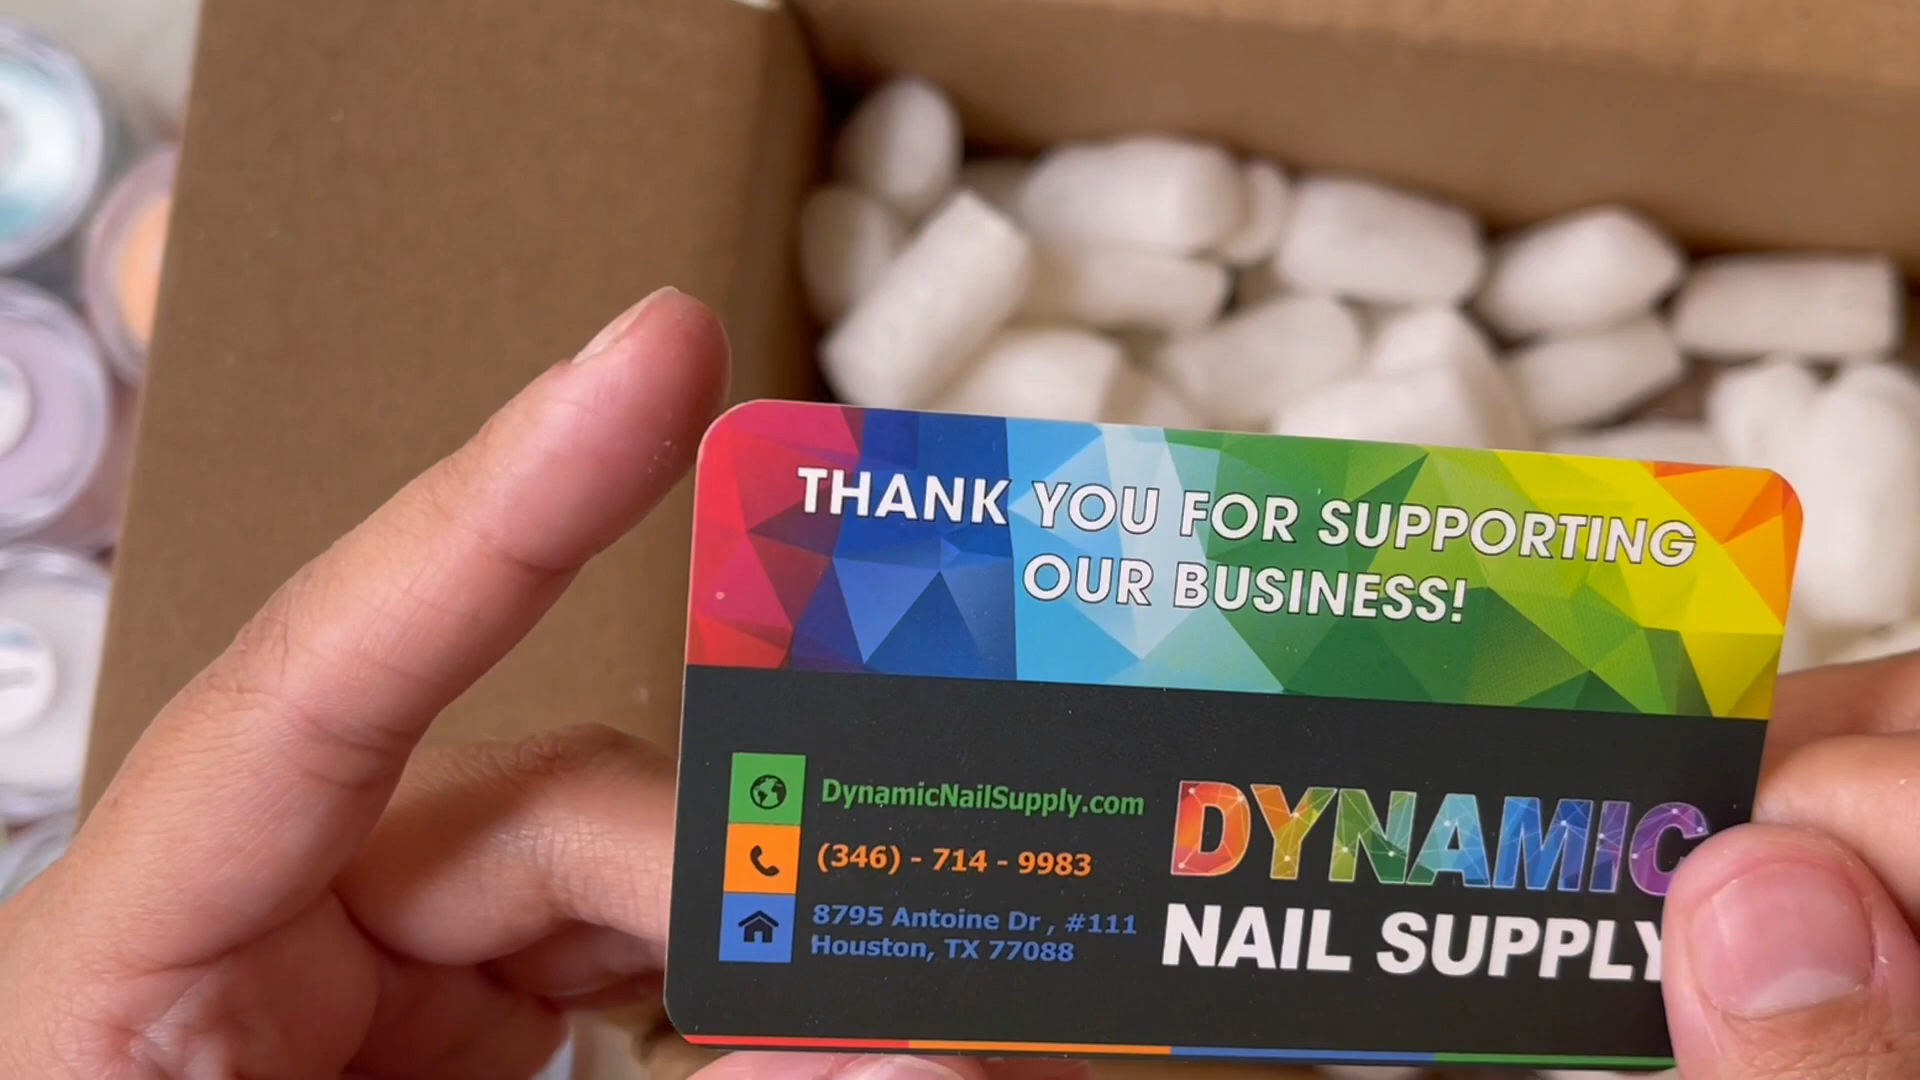 THANK YOU FOR SUPPORTING
OUR BUSINESS!
DynamicNailSupply.com
(346) - 714 - 9983
8795 Antoine Dr , #111
Houston, TX 77088
DYNAMIC
NAIL SUPPLY